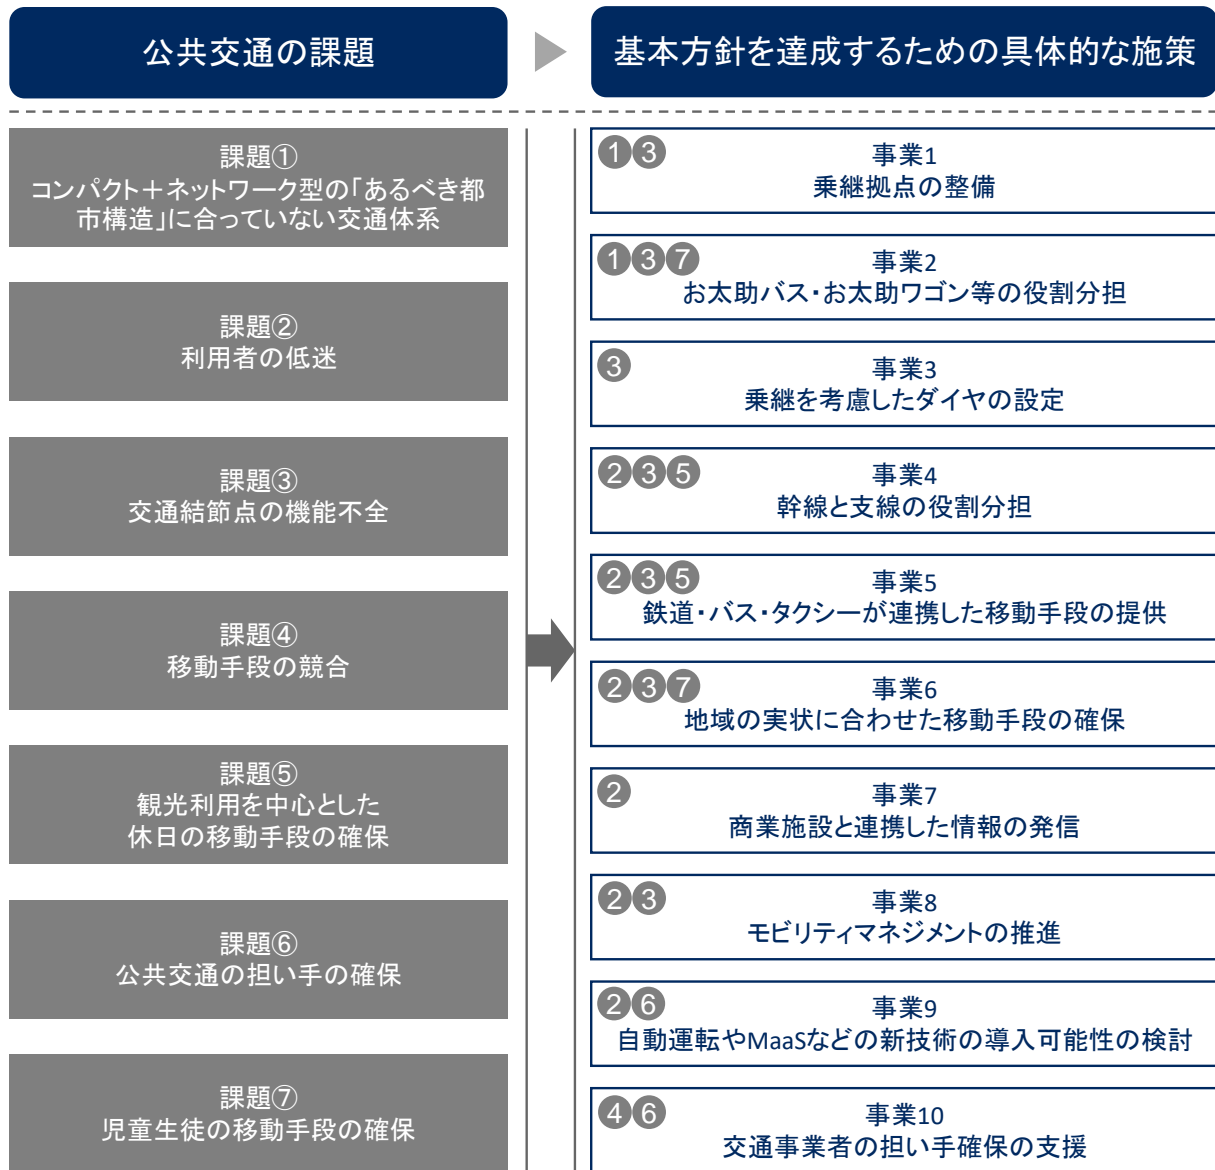 公共交通の課題
基本方針を達成するための具体的な施策
課題①
コンパクト＋ネットワーク型の「あるべき都
市構造」に合っていない交通体系
課題②
利用者の低迷
課題③
交通結節点の機能不全
課題④
移動手段の競合
課題⑤
観光利用を中心とした
休日の移動手段の確保
課題⑥
公共交通の担い手の確保
課題⑦
児童生徒の移動手段の確保
1 3 事業1
乗継拠点の整備
1 3 7 事業2
お太助バス・お太助ワゴン等の役割分担
3 事業3
乗継を考慮したダイヤの設定
2 3 5 事業4
幹線と支線の役割分担
2 3 5 事業5
鉄道・バス・タクシーが連携した移動手段の提供
2 3 7 事業6
地域の実状に合わせた移動手段の確保
2 事業7
商業施設と連携した情報の発信
2 3 事業8
モビリティマネジメントの推進
2 6 事業9
自動運転やMaaSなどの新技術の導入可能性の検討
4 6 事業10
交通事業者の担い手確保の支援